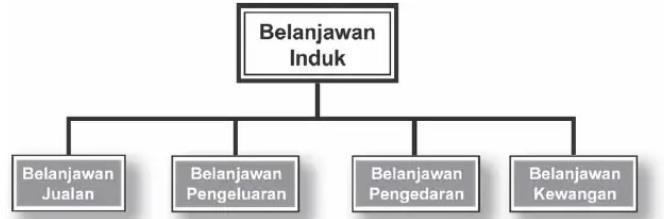 Belanjawan
Induk
Belanjawan
Jualan
Belanjawan
Pengeluaran
Belanjawan
Pengedaran
Belanjawan
Kewangan